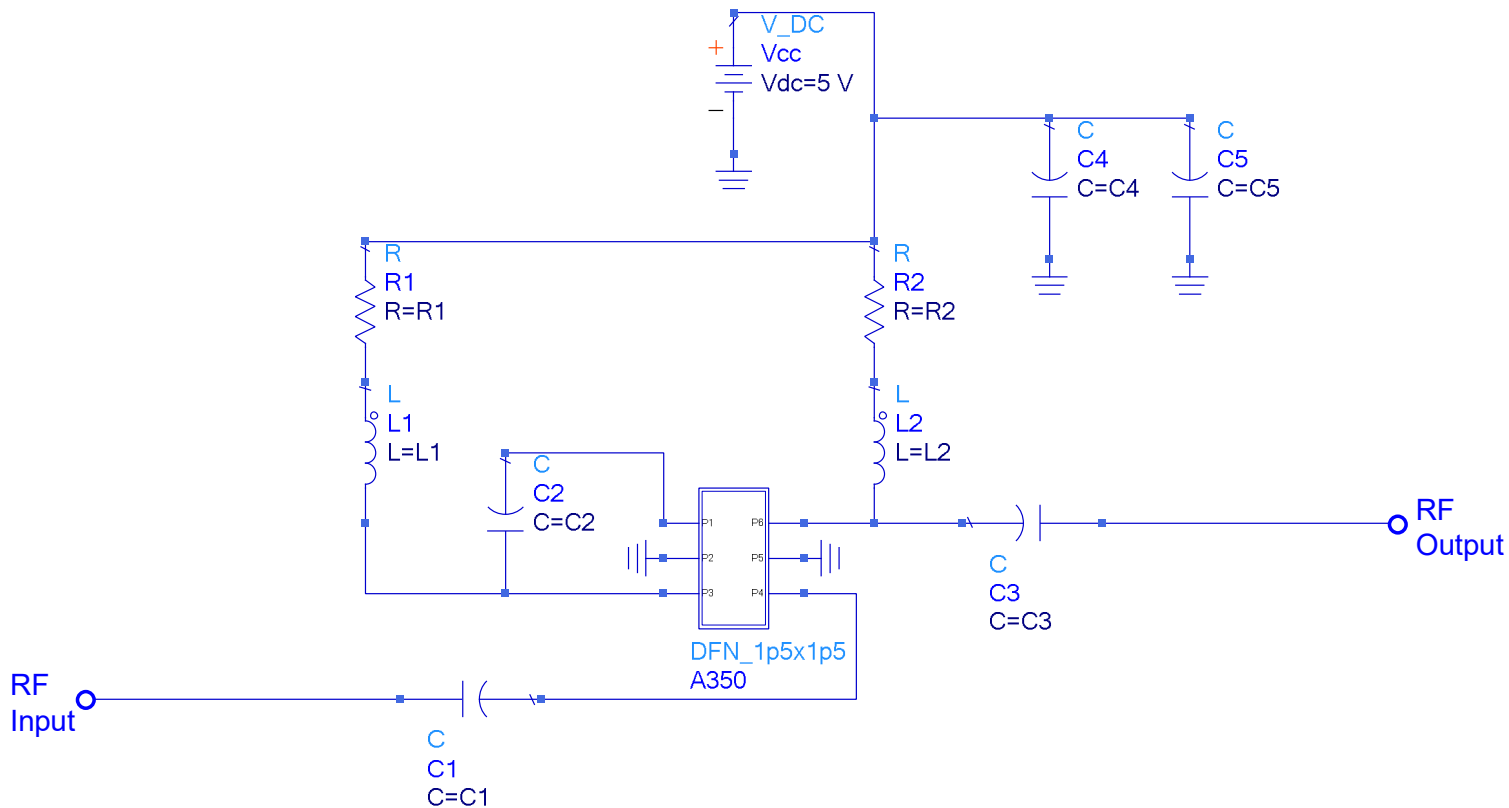 V_DC
+
Vcc
Vdc=5 V
–
C
C4
C=C4
C
C5
C=C5
R
R1
R=R1
R
R2
R=R2
L
L1
L=L1
L
L2
L=L2
C
C2
C=C2
P1
P2
P3
P6
P5
P4
DFN_1p5x1p5
A350
C
C3
C=C3
RF
Output
RF
Input
C
C1
C=C1